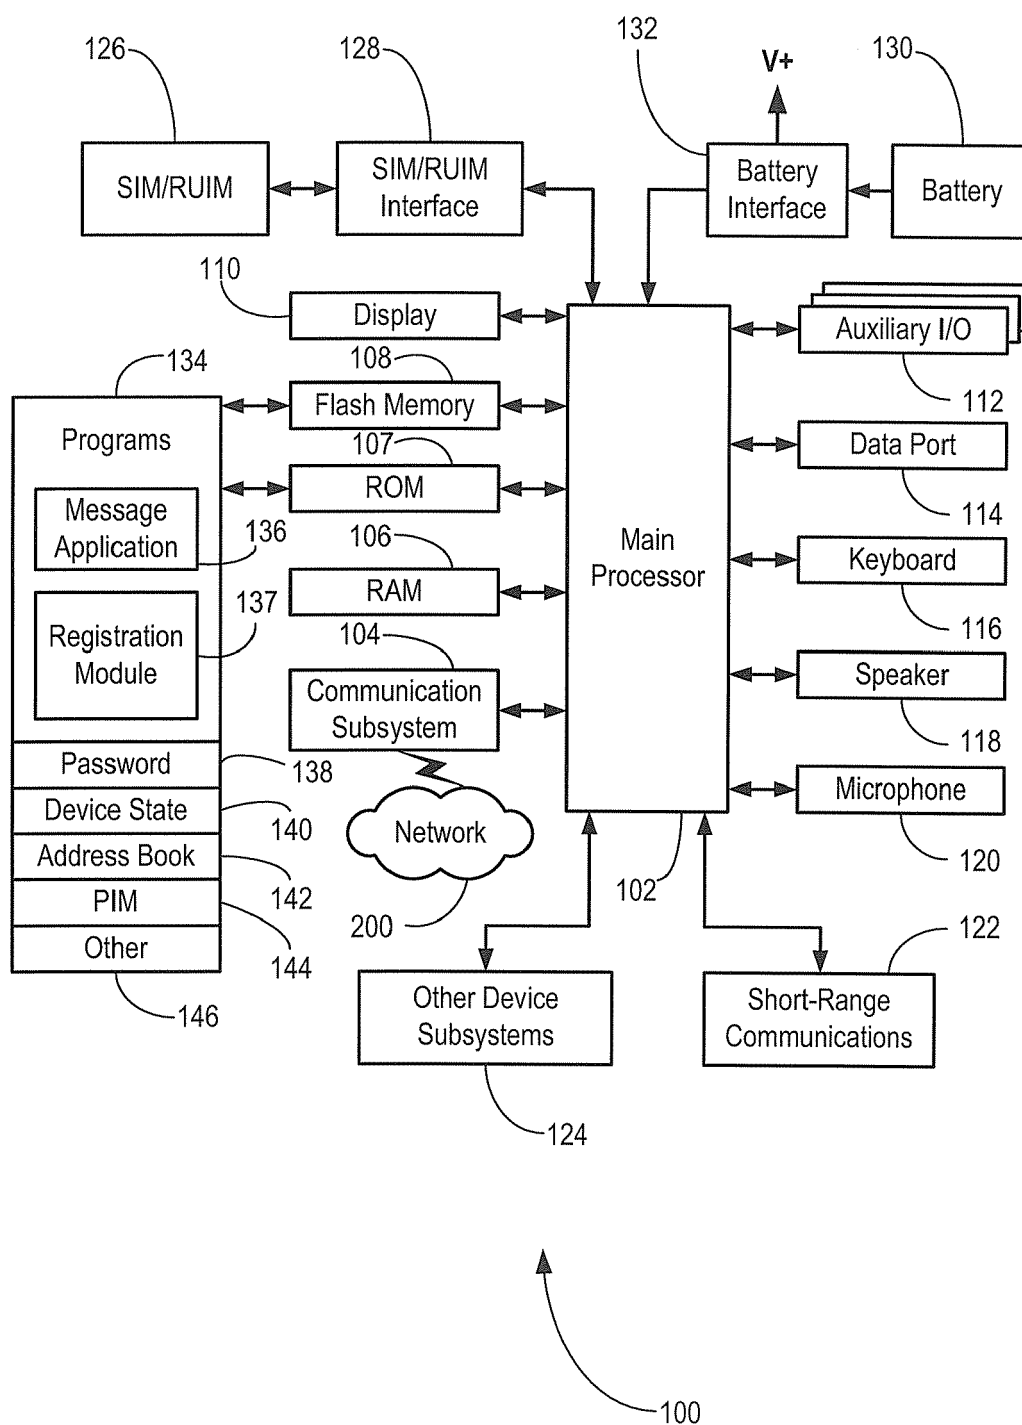 126
128
132
V+
130
SIM/RUIM
SIM/RUIM
Interface
Battery
Interface
Battery
110
Display
Auxiliary I/O
134
108
Flash Memory
112
Programs
107
Data Port
ROM
114
Message
Application
136
106
Main
Processor
Keyboard
RAM
116
137
104
Registration
Module
Communication
Subsystem
Speaker
118
Password
138
Microphone
Device State
140
Network
120
Address Book
142
102
PIM
200
122
Other
144
146
Other Device
Subsystems
Short-Range
Communications
124
100